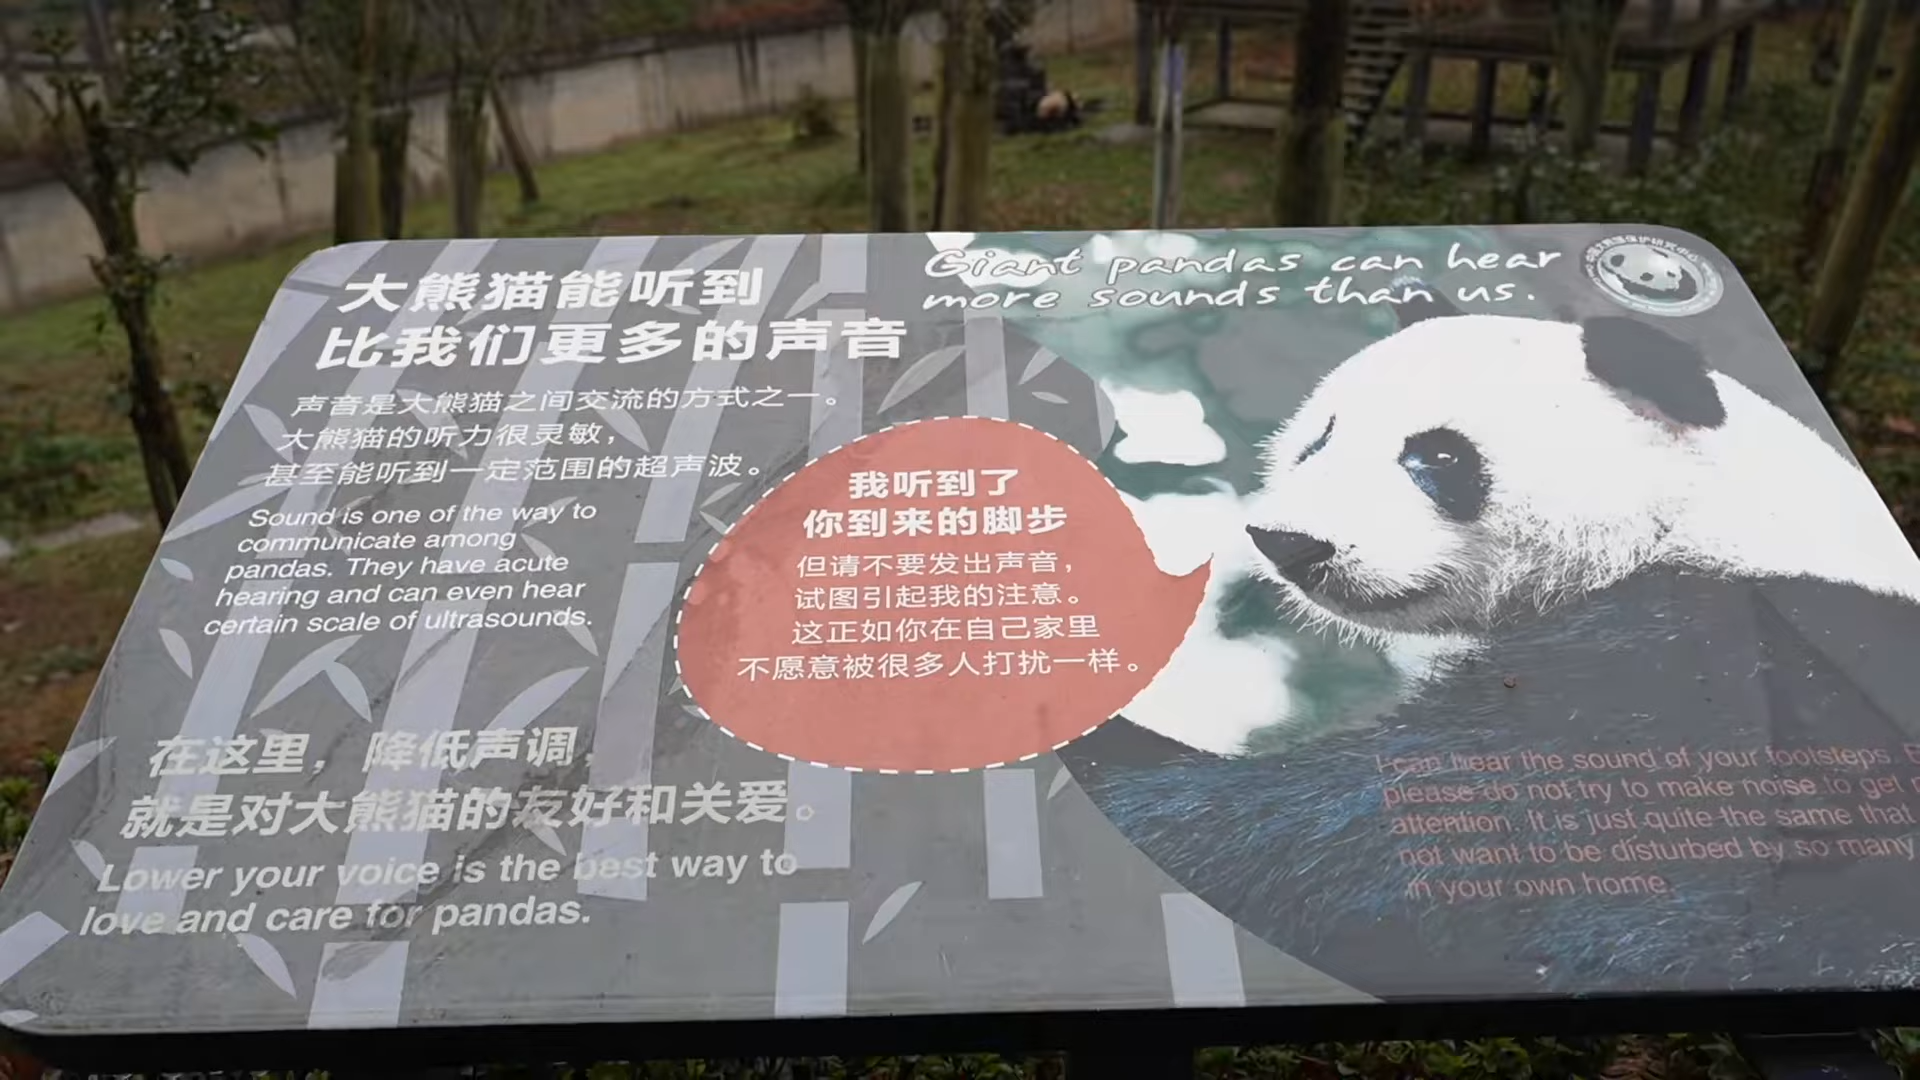 大熊猫能听到
比我们更多的声音
Giant pandas can hear
more sounds than us.
声音是大熊猫之间交流的方式之一。
大熊猫的听力很灵敏，
甚至能听到一定范围的超声波。
Sound is one of the way to
communicate among
pandas. They have acute
hearing and can even hear
certain scale of ultrasounds.
我听到了
你到来的脚步
但请不要发出声音，
试图引起我的注意。
这正如你在自己家里
不愿意被很多人打扰一样。
在这里，降低声调，
就是对大熊猫的友好和关爱。
Lower your voice is the best way to
love and care for pandas.
I can hear the sound of your footsteps.
please do not try to make noise to get
attention. It is just quite the same that
not want to be disturbed by so many
in your own home.